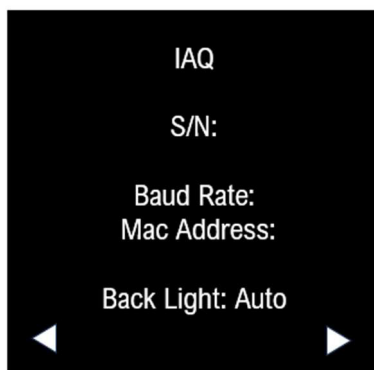 IAQ
S/N:
Baud Rate:
Mac Address:
Back Light: Auto